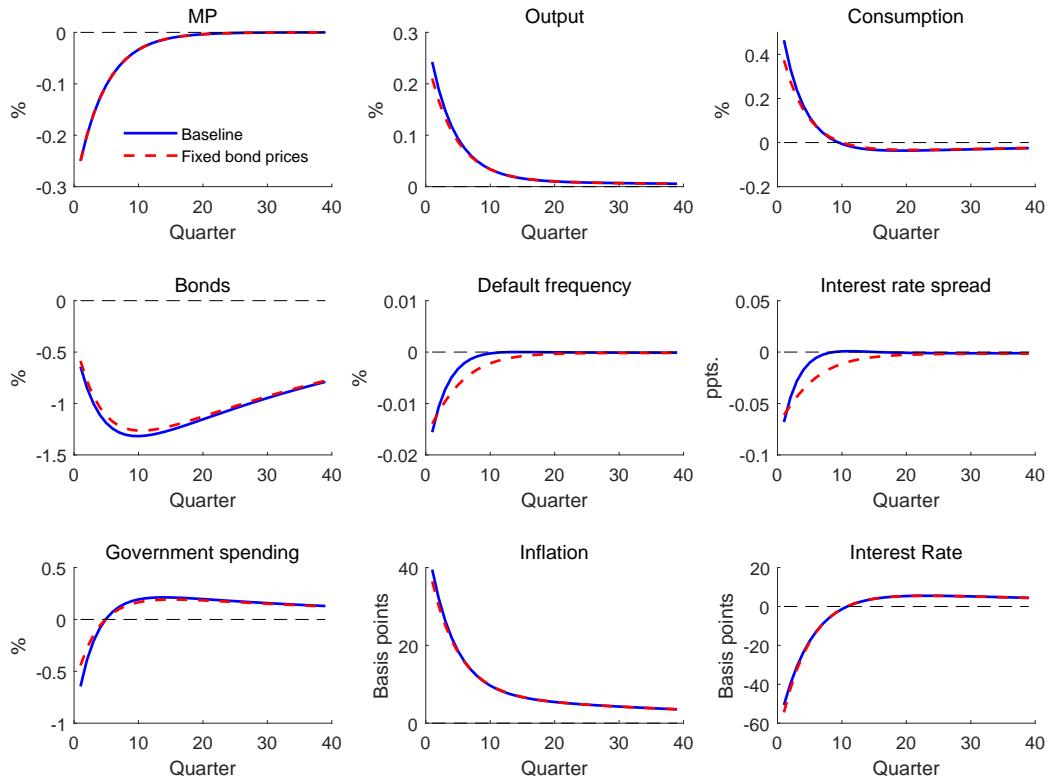 MP
0
-0.1
-0.2
-0.3
%
Baseline
Fixed bond prices
0 10 20 30 40
Quarter
Output
0.3
0.2
0.1
0
%
0 10 20 30 40
Quarter
Consumption
0.4
0.2
0
-0.2
%
0 10 20 30 40
Quarter
Bonds
0
-0.5
-1
-1.5
%
0 10 20 30 40
Quarter
Default frequency
0.01
0
-0.01
-0.02
%
0 10 20 30 40
Quarter
Interest rate spread
0.05
0
-0.05
-0.1
ppts.
0 10 20 30 40
Quarter
Government spending
0.5
0
-0.5
-1
%
0 10 20 30 40
Quarter
Inflation
40
20
0
Basis points
0 10 20 30 40
Quarter
Interest Rate
20
0
-20
-40
-60
Basis points
0 10 20 30 40
Quarter